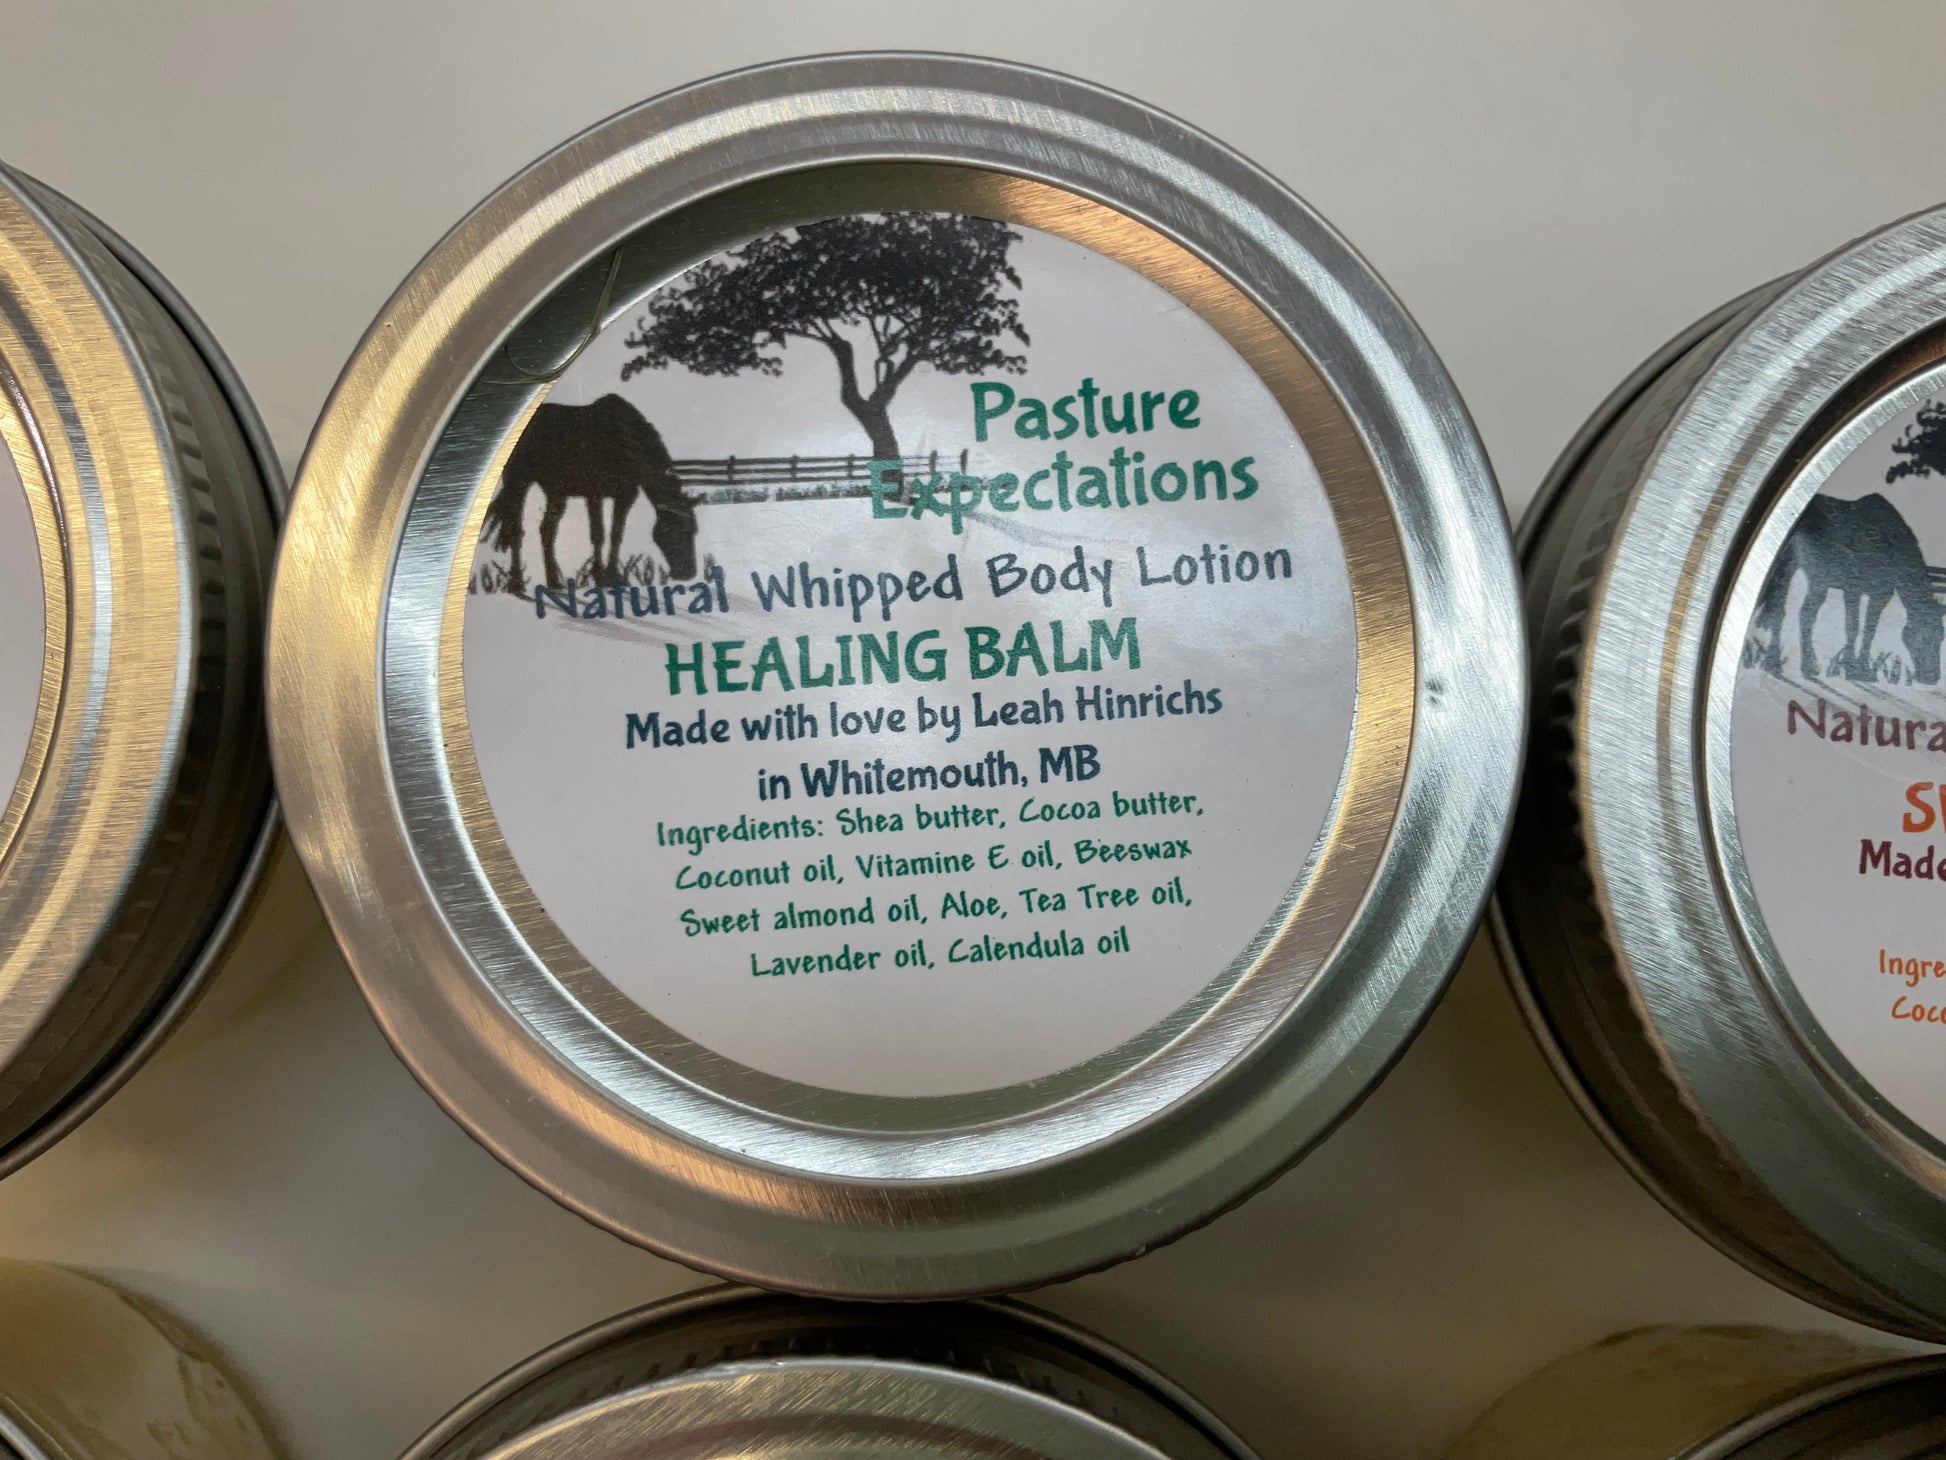 Pasture
Expectations
Natural Whipped Body Lotion
HEALING BALM
Made with love by Leah Hinrichs
in Whitemouth, MB
Ingredients: Shea butter, Cocoa butter,
Coconut oil, Vitamine E oil, Beeswax
Sweet almond oil, Aloe, Tea Tree oil,
Lavender oil, Calendula oil
Made